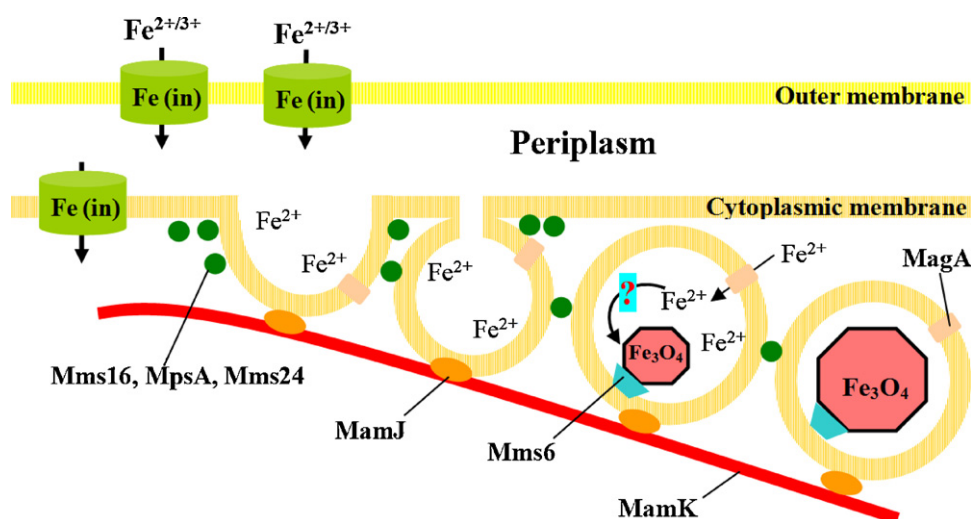 Fe2+/3+
Fe2+/3+
Fe (in)
Fe (in)
Outer membrane
Periplasm
Fe (in)
Cytoplasmic membrane
Fe2+
Fe2+
Fe2+
Fe2+
MagA
Fe2+
?
Fe2+
Fe2+
Fe3O4
Fe3O4
Mms16, MpsA, Mms24
MamJ
Mms6
MamK